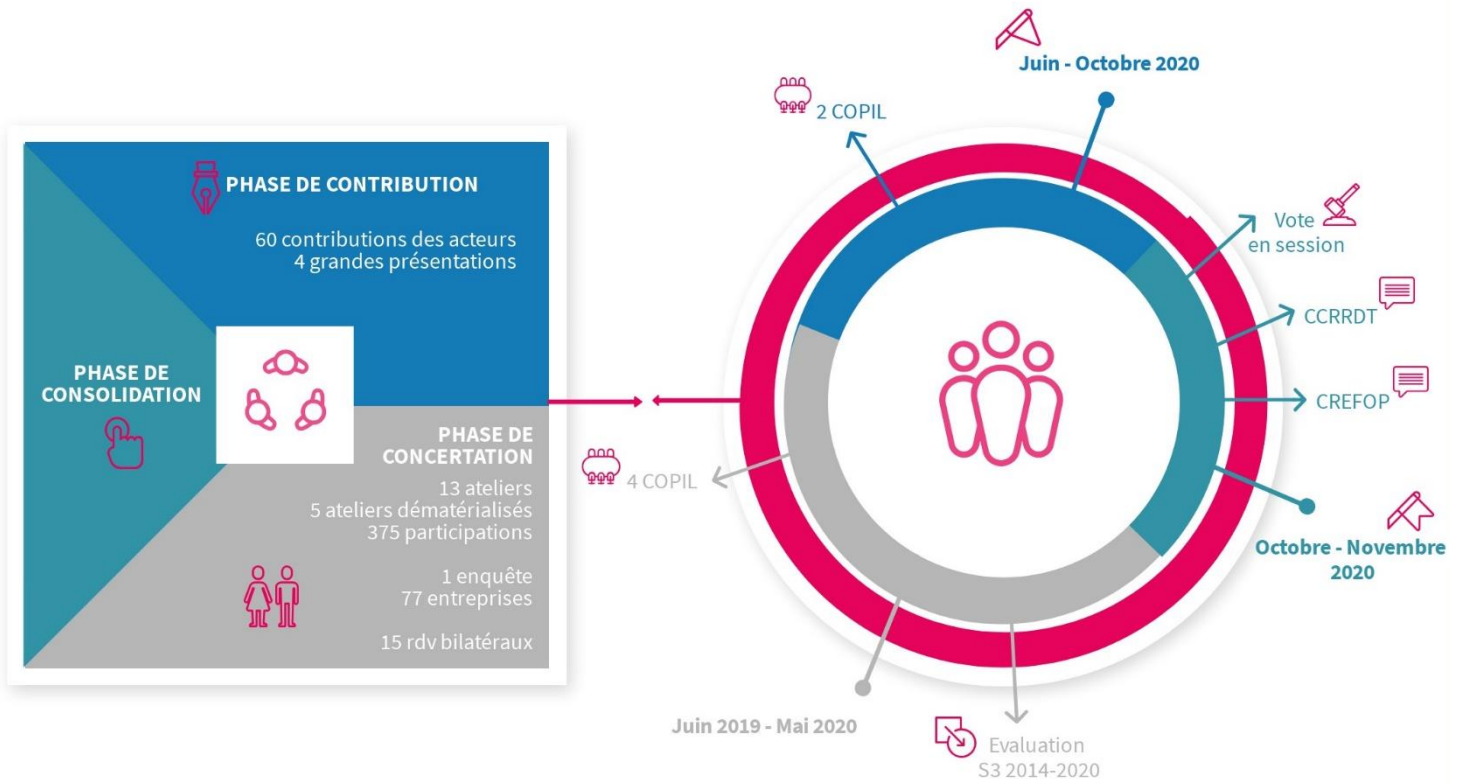 PHASE DE CONTRIBUTION
60 contributions des acteurs
4 grandes présentations
PHASE DE
CONSOLIDATION
PHASE DE
CONCERTATION
13 ateliers
5 ateliers dématérialisés
375 participations
1 enquête
77 entreprises
15 rdv bilatéraux
Juin - Octobre 2020
2 COPIL
Vote
en session
CCRRDT
CREFOP
Octobre - Novembre
2020
4 COPIL
Juin 2019 - Mai 2020
Evaluation
S3 2014-2020